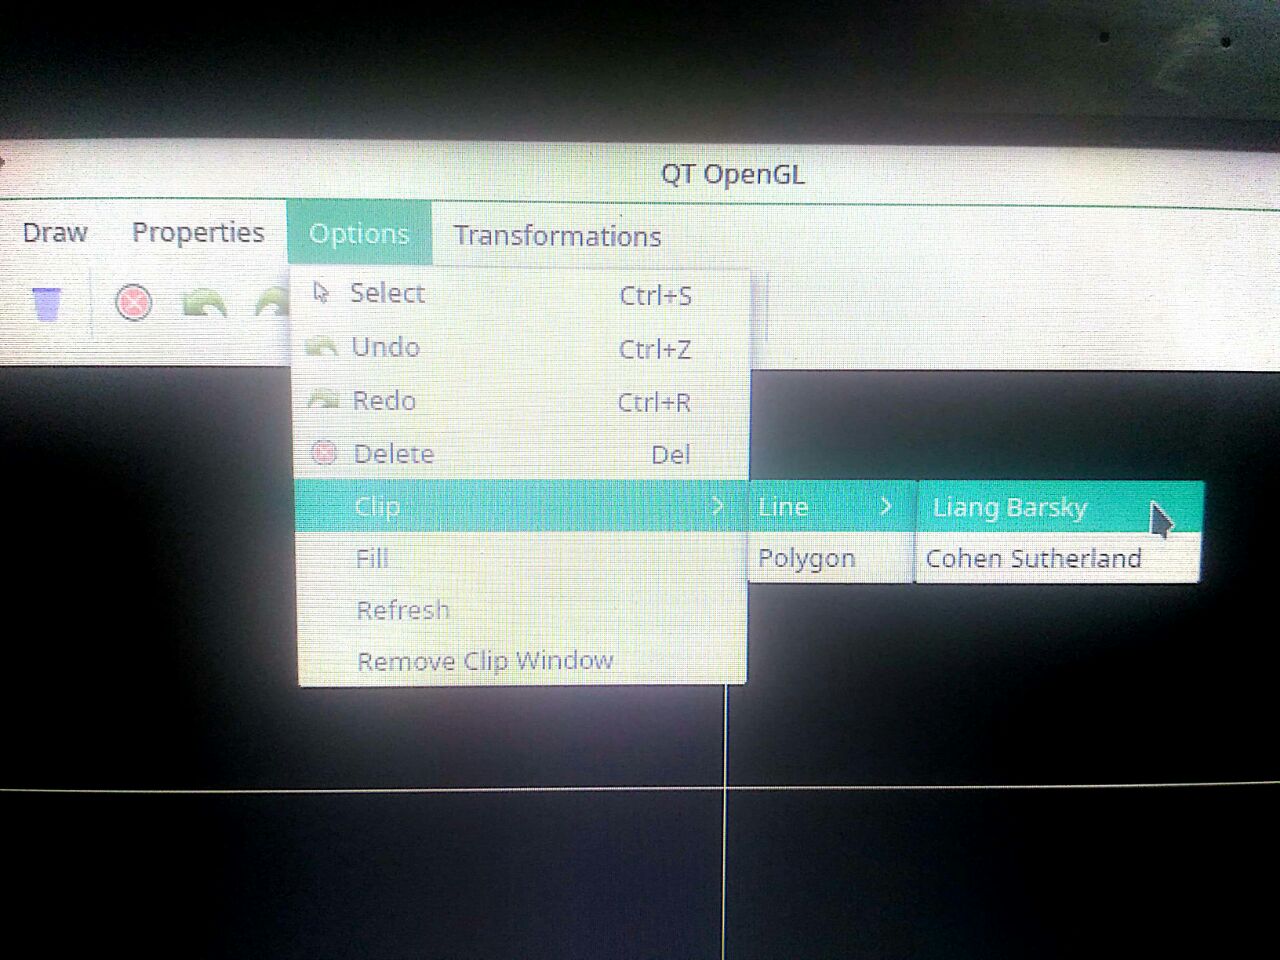 QT OpenGL
Draw Properties Options Transformations
Select Ctrl+S
Undo Ctrl+Z
Redo Ctrl+R
Delete Del
Clip Line Liang Barsky
Fill Polygon Cohen Sutherland
Refresh
Remove Clip Window